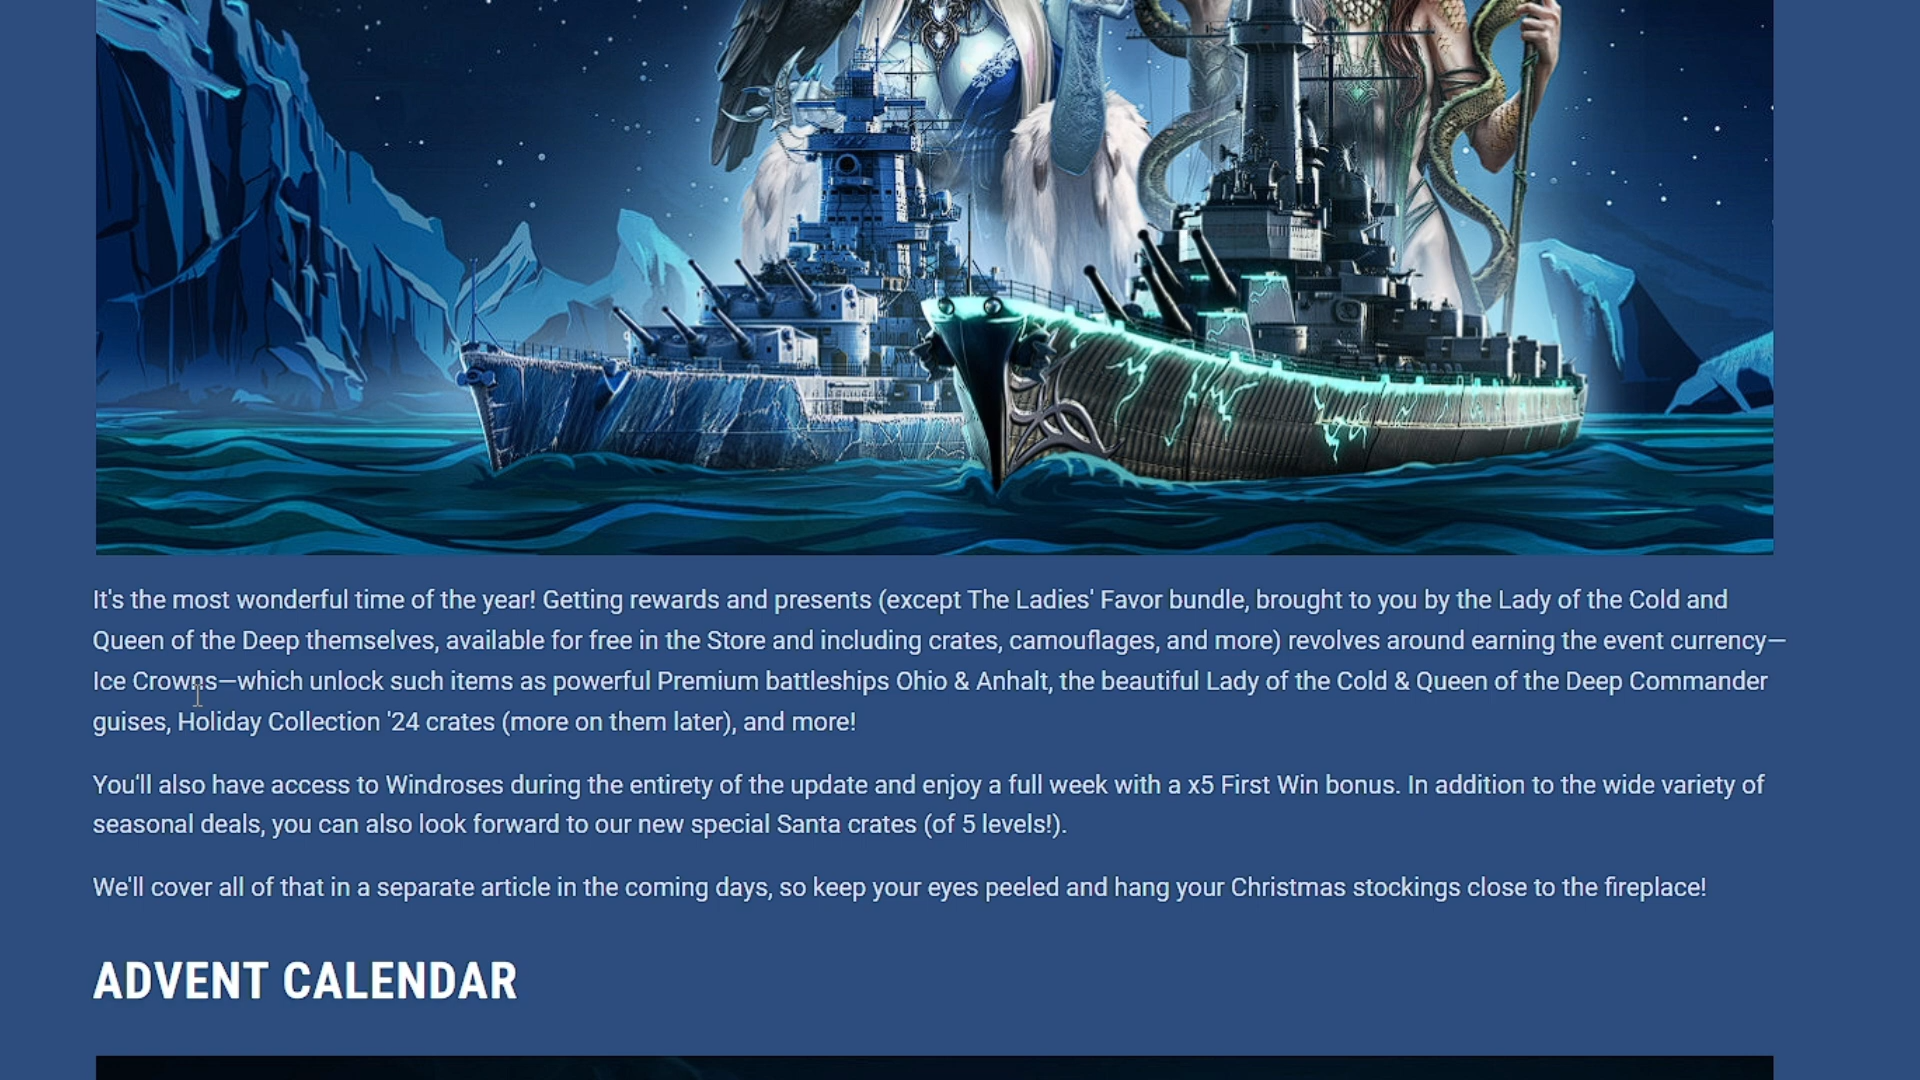 It's the most wonderful time of the year! Getting rewards and presents (except The Ladies' Favor bundle, brought to you by the Lady of the Cold and
Queen of the Deep themselves, available for free in the Store and including crates, camouflages, and more) revolves around earning the event currency—
Ice Crowns—which unlock such items as powerful Premium battleships Ohio & Anhalt, the beautiful Lady of the Cold & Queen of the Deep Commander
guises, Holiday Collection '24 crates (more on them later), and more!
You'll also have access to Windroses during the entirety of the update and enjoy a full week with a x5 First Win bonus. In addition to the wide variety of
seasonal deals, you can also look forward to our new special Santa crates (of 5 levels!).
We'll cover all of that in a separate article in the coming days, so keep your eyes peeled and hang your Christmas stockings close to the fireplace!
ADVENT CALENDAR